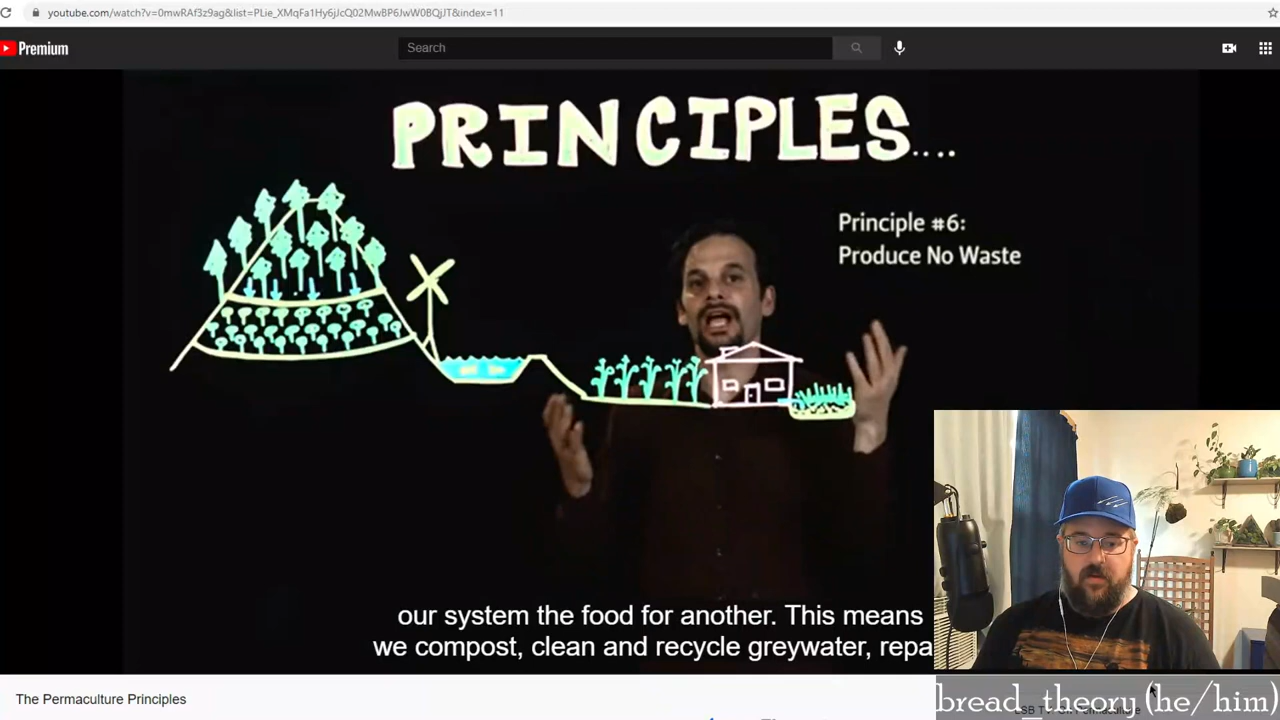 youtube.com/watch?v=0mwRAf3z9ag&list=PLie_XMqFa1Hy6jJcQ02MwBP6JwW0BQjJT&index=11
Premium
Search
PRINCIPLES....
Principle #6:
Produce No Waste
our system the food for another. This means
we compost, clean and recycle greywater, repa
The Permaculture Principles
bread_theory (he/him)